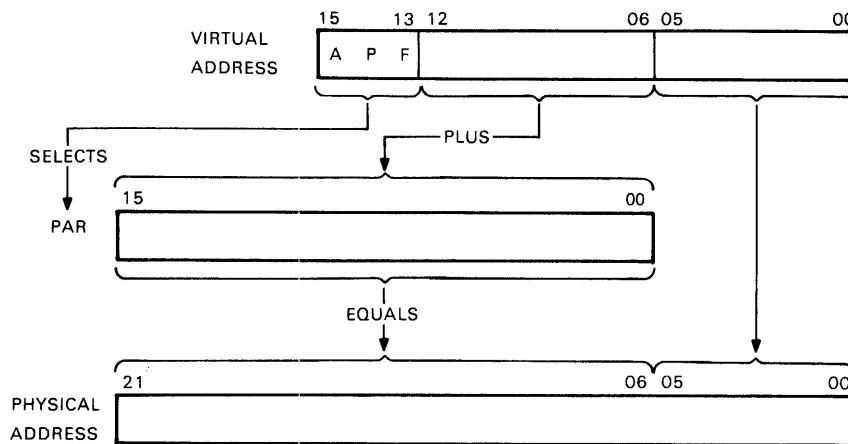 15 13 12 06 05 00
VIRTUAL
ADDRESS
A P F
SELECTS
PLUS
15 00
PAR
EQUALS
21 06 05 00
PHYSICAL
ADDRESS